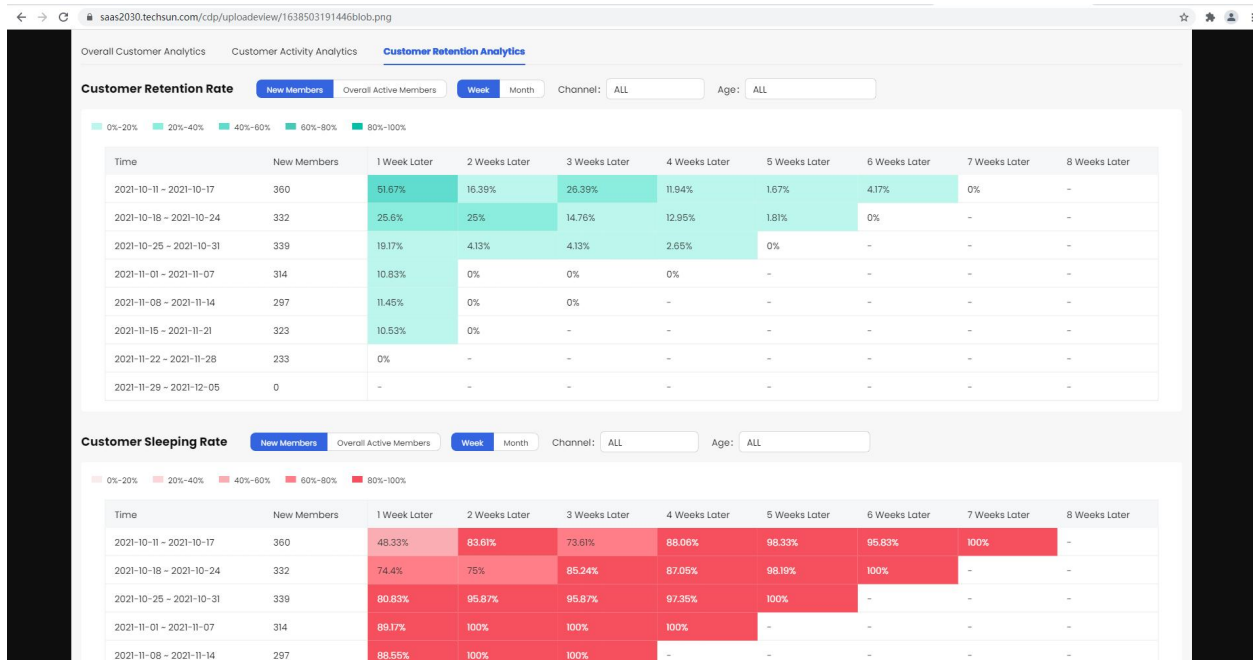 saas2030.techsun.com/cdp/uploadeview/1638503191446blob.png
Overall Customer Analytics Customer Activity Analytics Customer Retention Analytics
Customer Retention Rate New Members Overall Active Members Week Month Channel: ALL Age: ALL
0%-20% 20%-40% 40%-60% 60%-80% 80%-100%
Time New Members 1 Week Later 2 Weeks Later 3 Weeks Later 4 Weeks Later 5 Weeks Later 6 Weeks Later 7 Weeks Later 8 Weeks Later
2021-10-11 ~ 2021-10-17 360 51.67% 16.39% 26.39% 11.94% 1.67% 4.17% 0% -
2021-10-18 ~ 2021-10-24 332 25.6% 25% 14.76% 12.95% 1.81% 0% - -
2021-10-25 ~ 2021-10-31 339 19.17% 4.13% 4.13% 2.65% 0% - - -
2021-11-01 ~ 2021-11-07 314 10.83% 0% 0% 0% - - - -
2021-11-08 ~ 2021-11-14 297 11.45% 0% 0% - - - - -
2021-11-15 ~ 2021-11-21 323 10.53% 0% - - - - - -
2021-11-22 ~ 2021-11-28 233 0% - - - - - - -
2021-11-29 ~ 2021-12-05 0 - - - - - - - -
Customer Sleeping Rate New Members Overall Active Members Week Month Channel: ALL Age: ALL
0%-20% 20%-40% 40%-60% 60%-80% 80%-100%
Time New Members 1 Week Later 2 Weeks Later 3 Weeks Later 4 Weeks Later 5 Weeks Later 6 Weeks Later 7 Weeks Later 8 Weeks Later
2021-10-11 ~ 2021-10-17 360 48.33% 83.61% 73.61% 88.06% 98.33% 95.83% 100% -
2021-10-18 ~ 2021-10-24 332 74.4% 75% 85.24% 87.05% 98.19% 100% - -
2021-10-25 ~ 2021-10-31 339 80.83% 95.87% 95.87% 97.35% 100% - - -
2021-11-01 ~ 2021-11-07 314 89.17% 100% 100% 100% - - - -
2021-11-08 ~ 2021-11-14 297 88.55% 100% 100% - - - - -